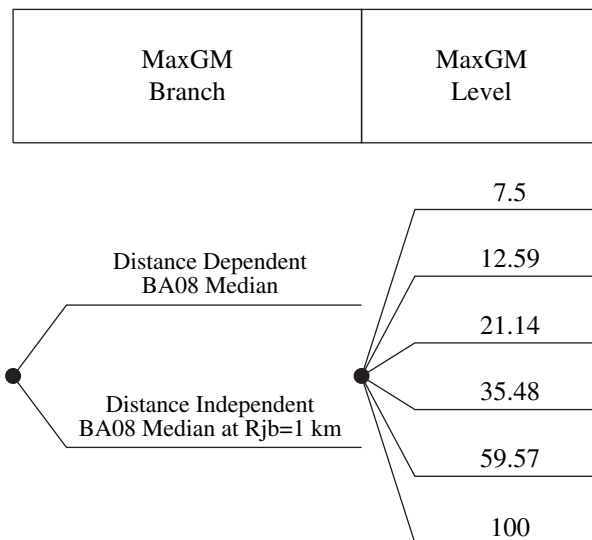 MaxGM
Branch
MaxGM
Level
Distance Dependent
BA08 Median
Distance Independent
BA08 Median at Rjb=1 km
7.5
12.59
21.14
35.48
59.57
100